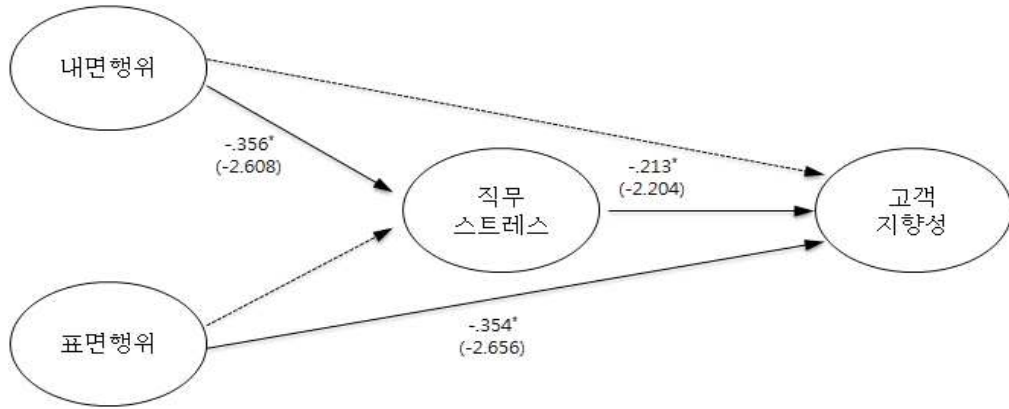 내면행위
-.356*
(-2.608)
직무
스트레스
-.213*
(-2.204)
고객
지향성
표면행위
-.354*
(-2.656)